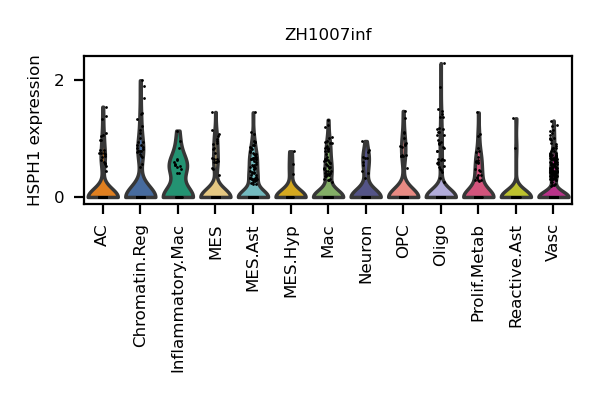 ZH1007inf
HSPH1 expression
2
0
AC
Chromatin.Reg
Inflammatory.Mac
MES
MES.Ast
MES.Hyp
Mac
Neuron
OPC
Oligo
Prolif.Metab
Reactive.Ast
Vasc